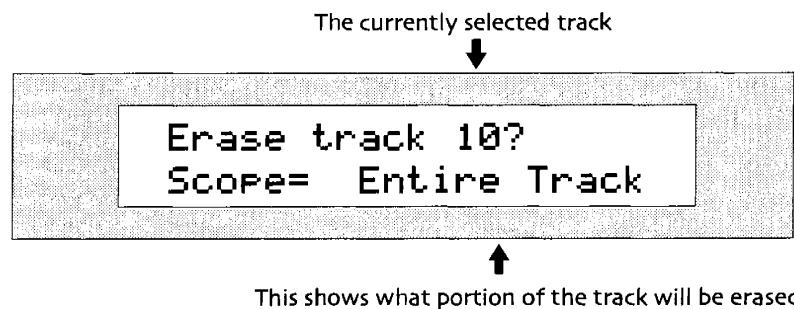 The currently selected track
Erase track 10?
Scope= Entire Track
This shows what portion of the track will be erased